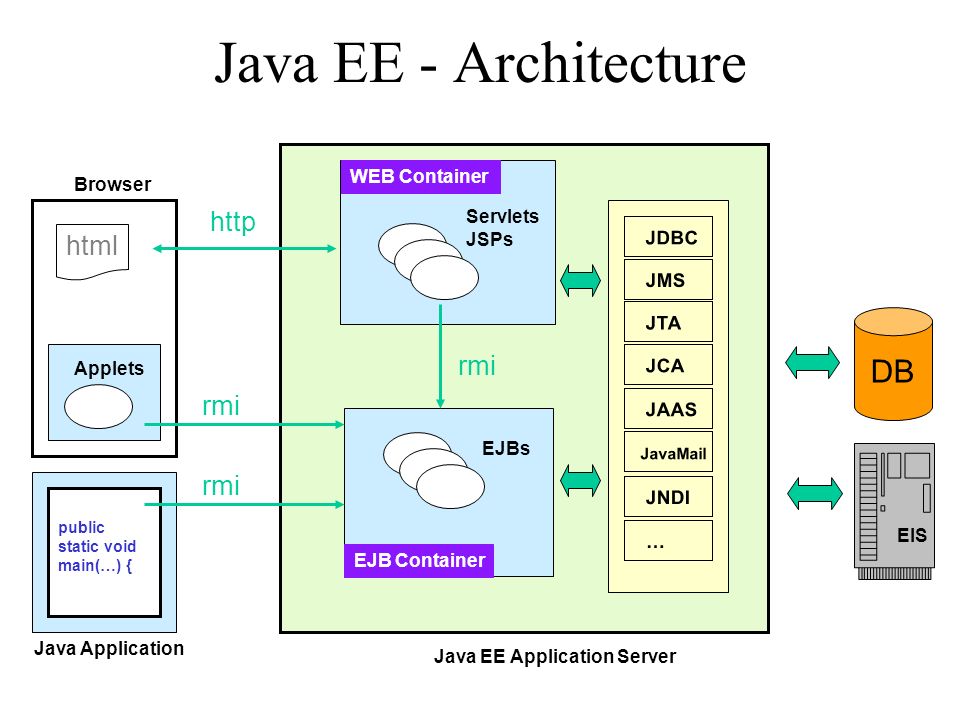 Java EE - Architecture
Browser
html
Applets
http
rmi
rmi
public
static void
main(…) {
Java Application
WEB Container
Servlets
JSPs
rmi
EJBs
EJB Container
JDBC
JMS
JTA
JCA
JAAS
JavaMail
JNDI
…
Java EE Application Server
DB
EIS